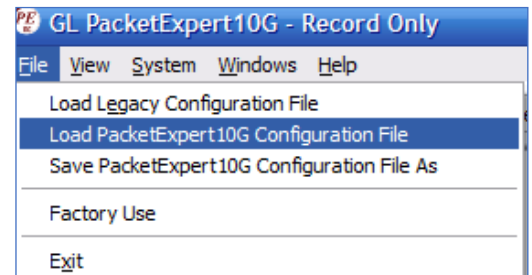 GL PacketExpert10G - Record Only
File View System Windows Help
Load Legacy Configuration File
Load PacketExpert10G Configuration File
Save PacketExpert10G Configuration File As
Factory Use
Exit